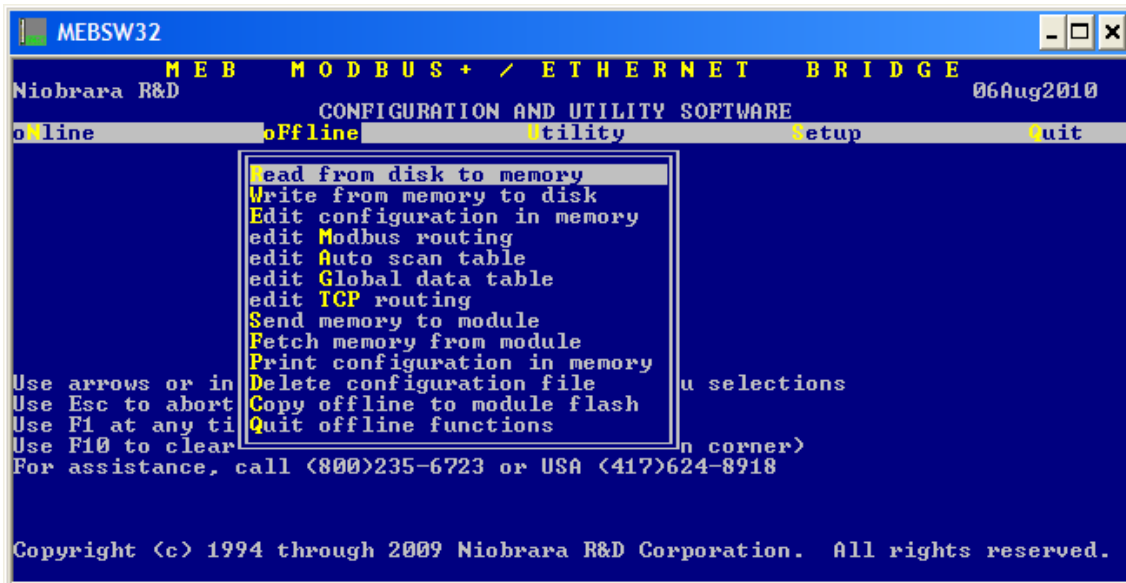 MEBSW32
MEB MODBUS+ / ETHERNET BRIDGE
Niobrara R&D 06Aug2010
CONFIGURATION AND UTILITY SOFTWARE
oNline oFfline Utility Setup Quit
Read from disk to memory
Write from memory to disk
Edit configuration in memory
edit Modbus routing
edit Auto scan table
edit Global data table
edit TCP routing
Send memory to module
Fetch memory from module
Print configuration in memory
Use arrows or in Delete configuration file u selections
Use Esc to abort Copy offline to module flash
Use F1 at any ti Quit offline functions
Use F10 to clear n corner)
For assistance, call (800)235-6723 or USA (417)624-8918
Copyright (c) 1994 through 2009 Niobrara R&D Corporation. All rights reserved.